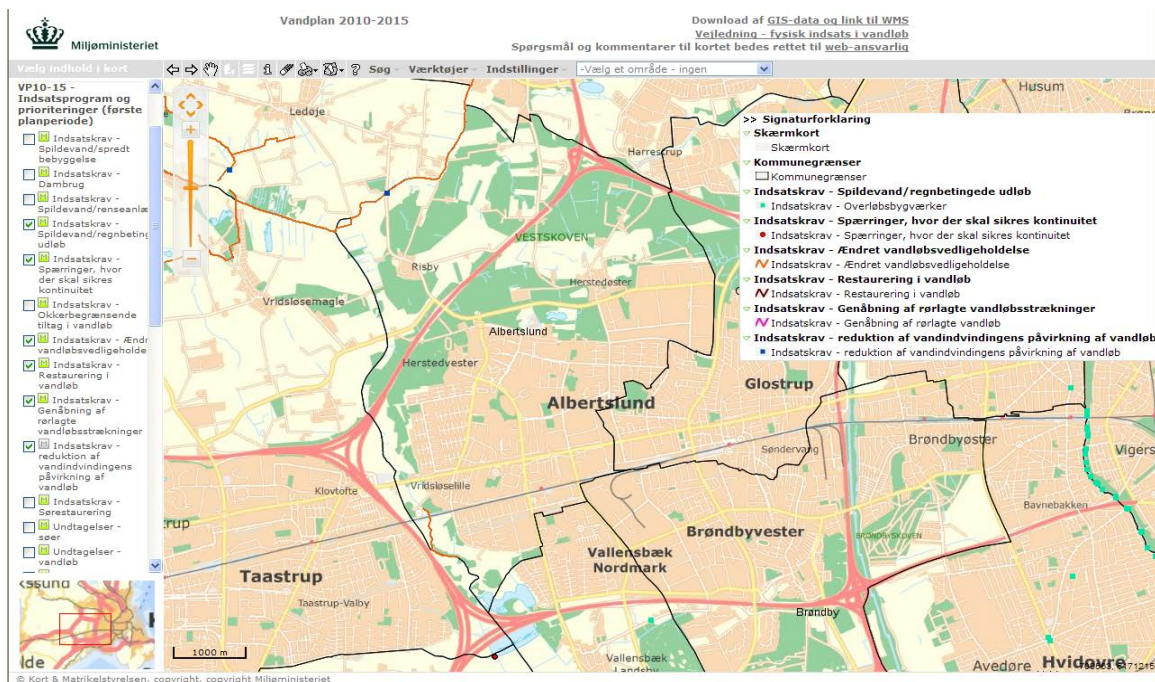 Miljøministeriet
Vandplan 2010-2015
Download af GIS-data og link til WMS
Vejledning - fysisk indsats i vandløb
Spørgsmål og kommentarer til kortet bedes rettet til web-ansvarlig
Vælg indhold i kort
Søg
Værktøjer
Indstillinger
-Vælg et område - ingen
VP10-15 -
Indsatsprogram og
prioriteringer (første
planperiode)
Indsatskrav -
Spildevand/spredt
bebyggelse
Indsatskrav -
Dambrug
Indsatskrav -
Spildevand/renseanlæ
Indsatskrav -
Spildevand/regnbeting
udløb
Indsatskrav -
Spærringer, hvor
der skal sikres
kontinuitet
Indsatskrav -
Okkerbegrænsende
tiltag i vandløb
Indsatskrav - Ændr
vandløbsvedligeholde
Indsatskrav -
Restaurering i
vandløb
Indsatskrav -
Genåbning af
rørlagte
vandløbsstrækninger
Indsatskrav -
reduktion af
vandindvindingens
påvirkning af
vandløb
Indsatskrav -
Sørestaurering
Undtagelser -
søer
Undtagelser -
vandløb
>> Signaturforklaring
Skærmkort
Skærmkort
Kommunegrænser
Kommunegrænser
Indsatskrav - Spildevand/regnbetingede udløb
Indsatskrav - Overløbsbygværker
Indsatskrav - Spærringer, hvor der skal sikres kontinuitet
Indsatskrav - Spærringer, hvor der skal sikres kontinuitet
Indsatskrav - Ændret vandløbsvedligeholdelse
Indsatskrav - Ændret vandløbsvedligeholdelse
Indsatskrav - Restaurering i vandløb
Indsatskrav - Restaurering i vandløb
Indsatskrav - Genåbning af rørlagte vandløbsstrækninger
Indsatskrav - Genåbning af rørlagte vandløb
Indsatskrav - reduktion af vandindvindingens påvirkning af vandløb
Indsatskrav - reduktion af vandindvindingens påvirkning af vandløb
Husum
Ledøje
Harrestrup
VESTSKOVEN
Risby
Herstedøster
Vridsløsemagle
Albertslund
Herstedvester
Glostrup
Albertslund
Brøndbyøster
Vigers
Søndervang
Vridsløselille
Klovtofte
Bavnebakken
trup
Brøndbyvester
BRØNDBYSKOVEN
Vallensbæk
Nordmark
Taastrup
Taastrup-Valby
Brøndby
Vallensbæk
Landsby
Avedøre
Hvidovre
1000 m
© Kort & Matrikelstyrelsen, copyright, copyright Miljøministeriet